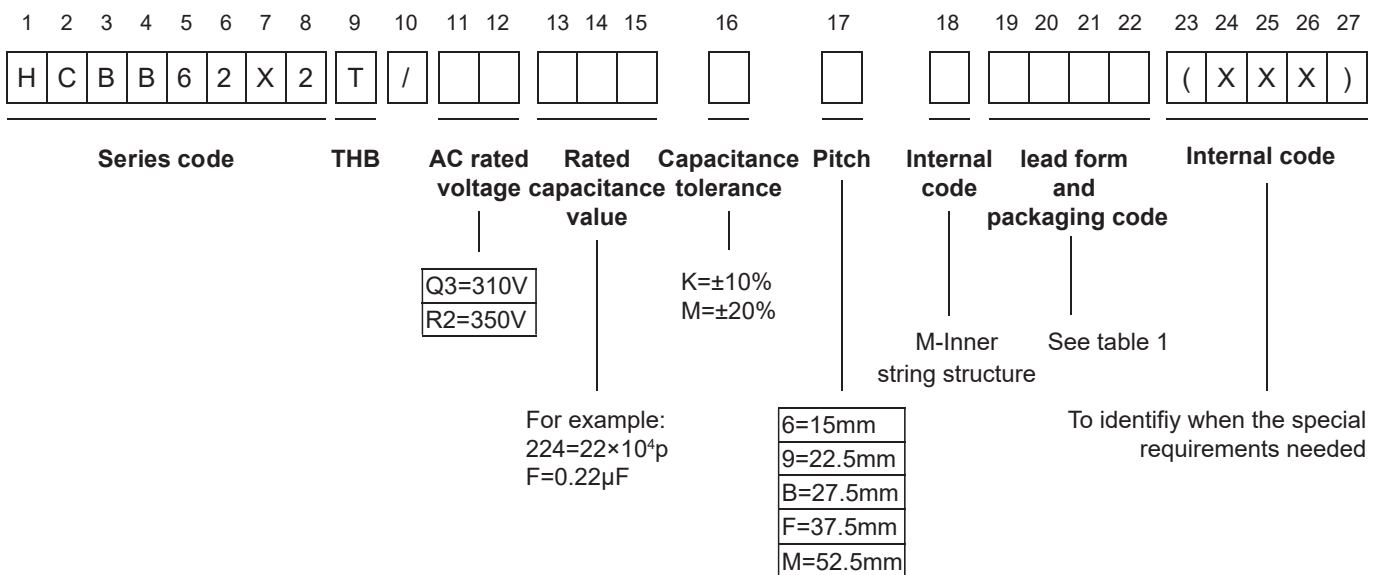 1 2 3 4 5 6 7 8 9 10 11 12 13 14 15 16 17 18 19 20 21 22 23 24 25 26 27
H C B B 6 2 X 2 T / ( X X X )
Series code
THB
AC rated
voltage
Rated
capacitance
value
Capacitance
tolerance
Pitch
Internal
code
lead form
and
packaging code
Internal code
Q3=310V
R2=350V
For example:
224=22×10⁴p
F=0.22µF
K=±10%
M=±20%
6=15mm
9=22.5mm
B=27.5mm
F=37.5mm
M=52.5mm
M-Inner
string structure
See table 1
To identifiy when the special
requirements needed